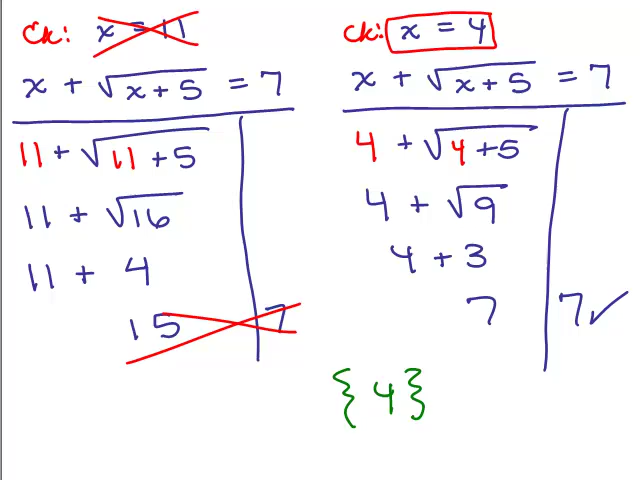 Ck: x = 11
x + √(x+5) = 7
11 + √(11 + 5)
11 + √16
11 + 4
15 7
Ck: x = 4
x + √(x+5) = 7
4 + √(4+5)
4 + √9
4 + 3
7 7 ✓
{4}